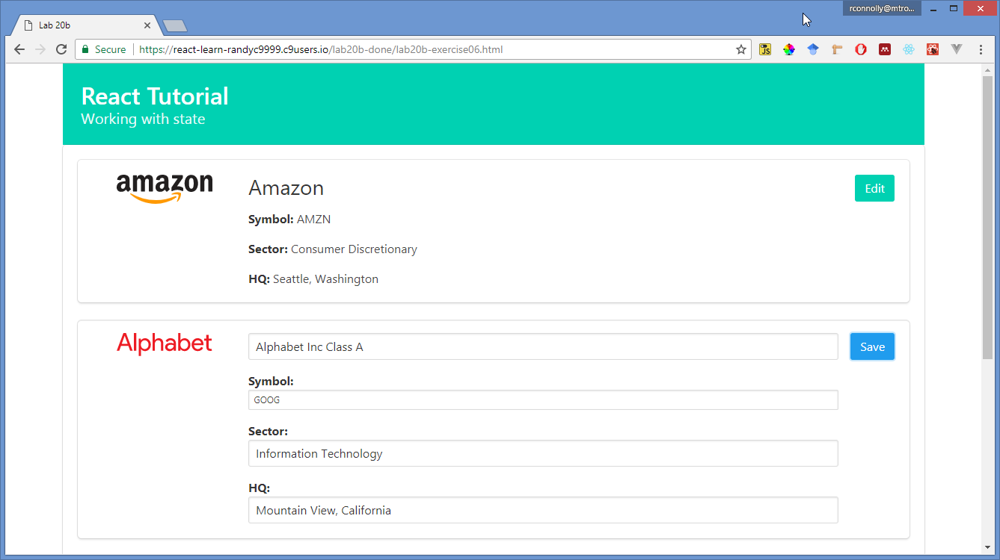 rconnolly@mtro...
Lab 20b
Secure
https://react-learn-randyc9999.c9users.io/lab20b-done/lab20b-exercise06.html
JS
React Tutorial
Working with state
amazon
Amazon
Edit
Symbol: AMZN
Sector: Consumer Discretionary
HQ: Seattle, Washington
Alphabet
Alphabet Inc Class A
Save
Symbol:
GOOG
Sector:
Information Technology
HQ:
Mountain View, California